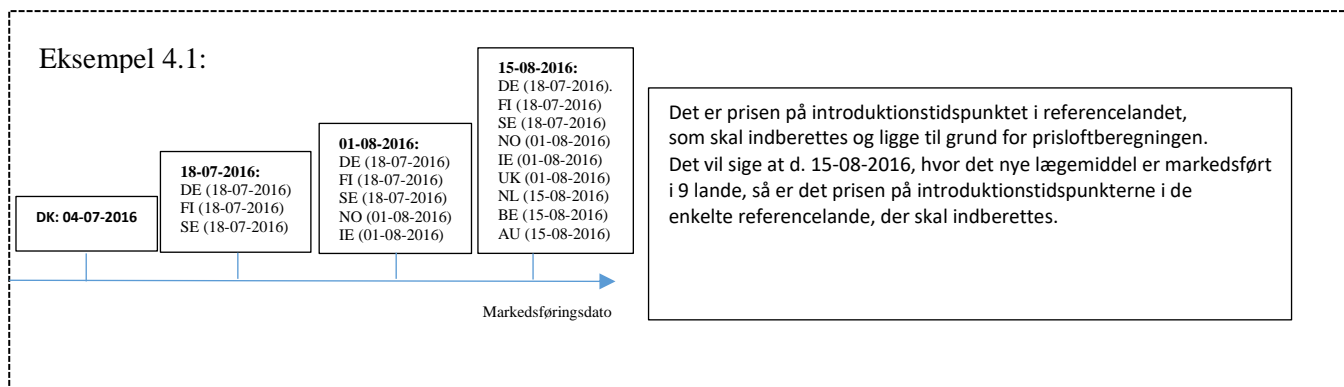 Eksempel 4.1:
DK: 04-07-2016
18-07-2016:
DE (18-07-2016)
FI (18-07-2016)
SE (18-07-2016)
01-08-2016:
DE (18-07-2016)
FI (18-07-2016)
SE (18-07-2016)
NO (01-08-2016)
IE (01-08-2016)
15-08-2016:
DE (18-07-2016).
FI (18-07-2016)
SE (18-07-2016)
NO (01-08-2016)
IE (01-08-2016)
UK (01-08-2016)
NL (15-08-2016)
BE (15-08-2016)
AU (15-08-2016)
Markedsføringsdato
Det er prisen på introduktionstidspunktet i referencelandet,
som skal indberettes og ligge til grund for prisloftberegningen.
Det vil sige at d. 15-08-2016, hvor det nye lægemiddel er markedsført
i 9 lande, så er det prisen på introduktionstidspunkterne i de
enkelte referencelande, der skal indberettes.